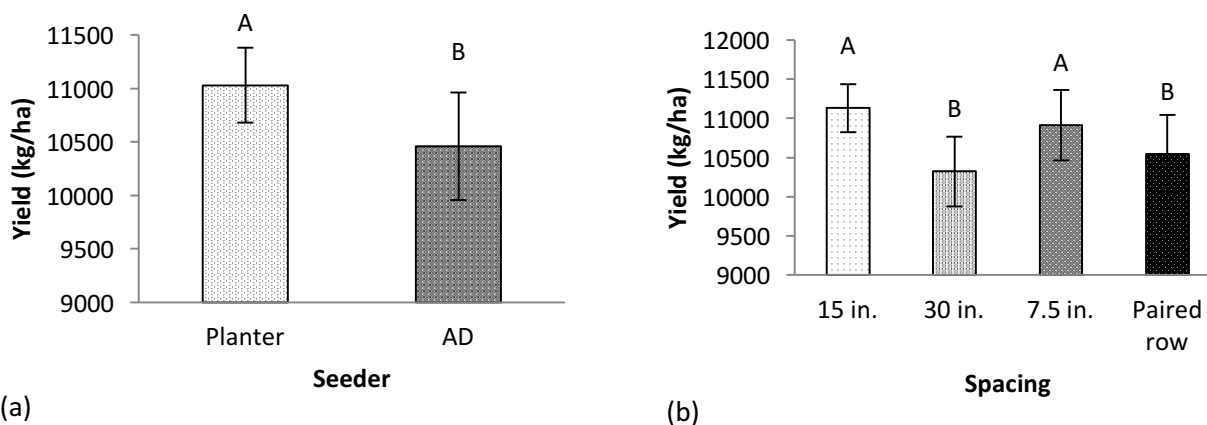 Yield (kg/ha)
11500
11000
10500
10000
9500
9000
A
B
Planter
AD
Seeder
(a)
Yield (kg/ha)
12000
11500
11000
10500
10000
9500
9000
A
B
A
B
15 in.
30 in.
7.5 in.
Paired
row
Spacing
(b)